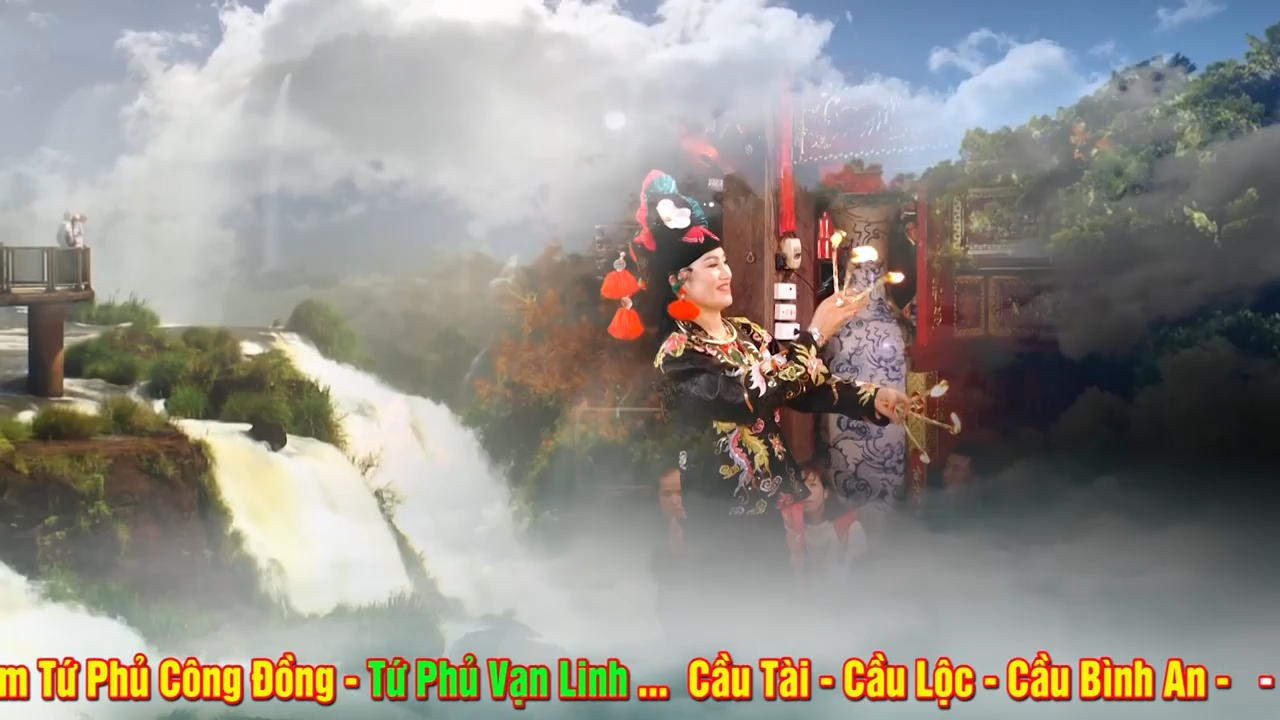 m Tứ Phủ Công Đồng - Tứ Phủ Vạn Linh ... Cầu Tài - Cầu Lộc - Cầu Bình An - -